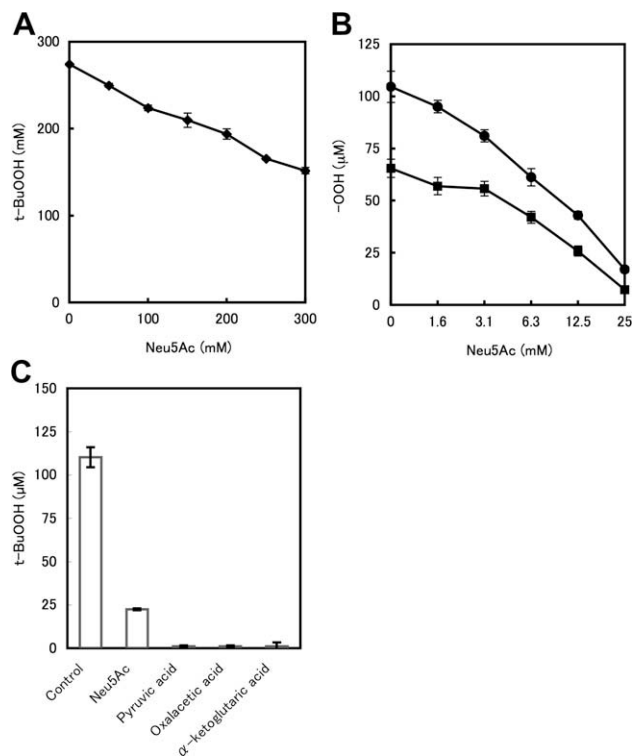 A
t-BuOOH (mM)
300
200
100
0
0 100 200 300
Neu5Ac (mM)
B
-OOH (μM)
125
100
75
50
25
0
0 1.6 3.1 6.3 12.5 25
Neu5Ac (mM)
C
t-BuOOH (μM)
150
125
100
75
50
25
0
Control
Neu5Ac
Pyruvic acid
Oxalacetic acid
α-ketoglutaric acid